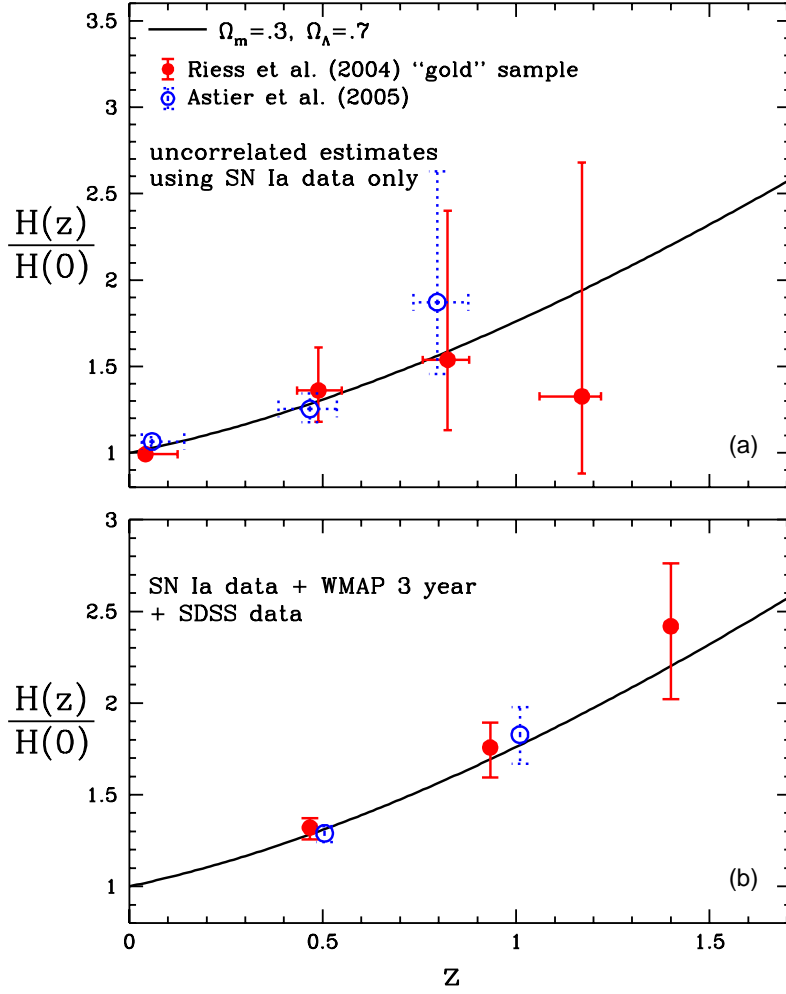 3.5
3
2.5
2
1.5
1
H(z)
H(0)
Ωm=.3, ΩΛ=.7
Riess et al. (2004) “gold” sample
Astier et al. (2005)
uncorrelated estimates
using SN Ia data only
(a)
3
2.5
2
1.5
1
H(z)
H(0)
SN Ia data + WMAP 3 year
+ SDSS data
(b)
0 0.5 1 1.5
z